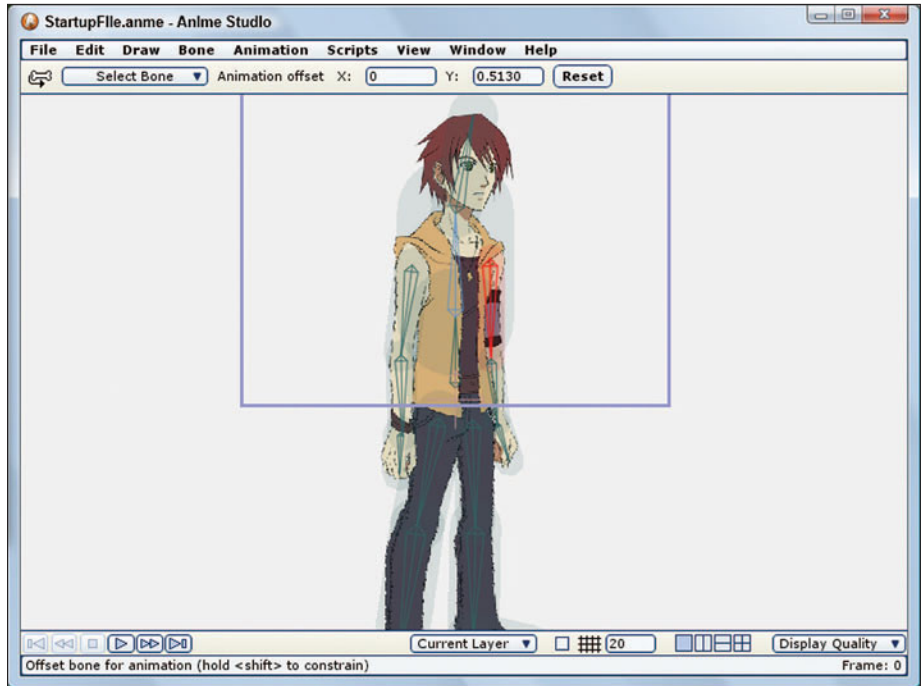 StartupFIle.anme - AnIme StudIo
File Edit Draw Bone Animation Scripts View Window Help
Select Bone Animation offset X: 0 Y: 0.5130 Reset
Current Layer 20 Display Quality
Offset bone for animation (hold <shift> to constrain) Frame: 0